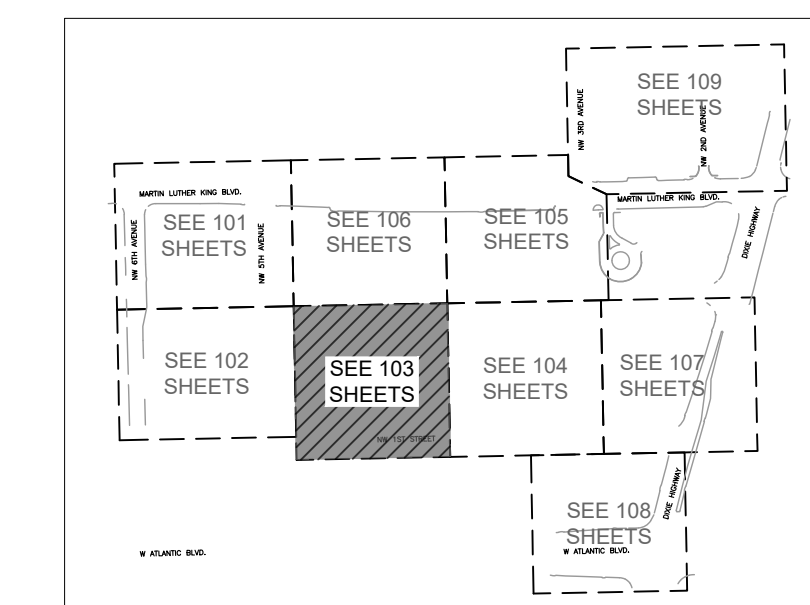 SEE 109
SHEETS
NW 3RD AVENUE
NW 2ND AVENUE
MARTIN LUTHER KING BLVD.
MARTIN LUTHER KING BLVD.
SEE 101
SHEETS
NW 6TH AVENUE
NW 5TH AVENUE
SEE 106
SHEETS
SEE 105
SHEETS
DIXIE HIGHWAY
SEE 102
SHEETS
SEE 103
SHEETS
NW 1ST STREET
SEE 104
SHEETS
SEE 107
SHEETS
SEE 108
SHEETS
DIXIE HIGHWAY
W ATLANTIC BLVD.
W ATLANTIC BLVD.